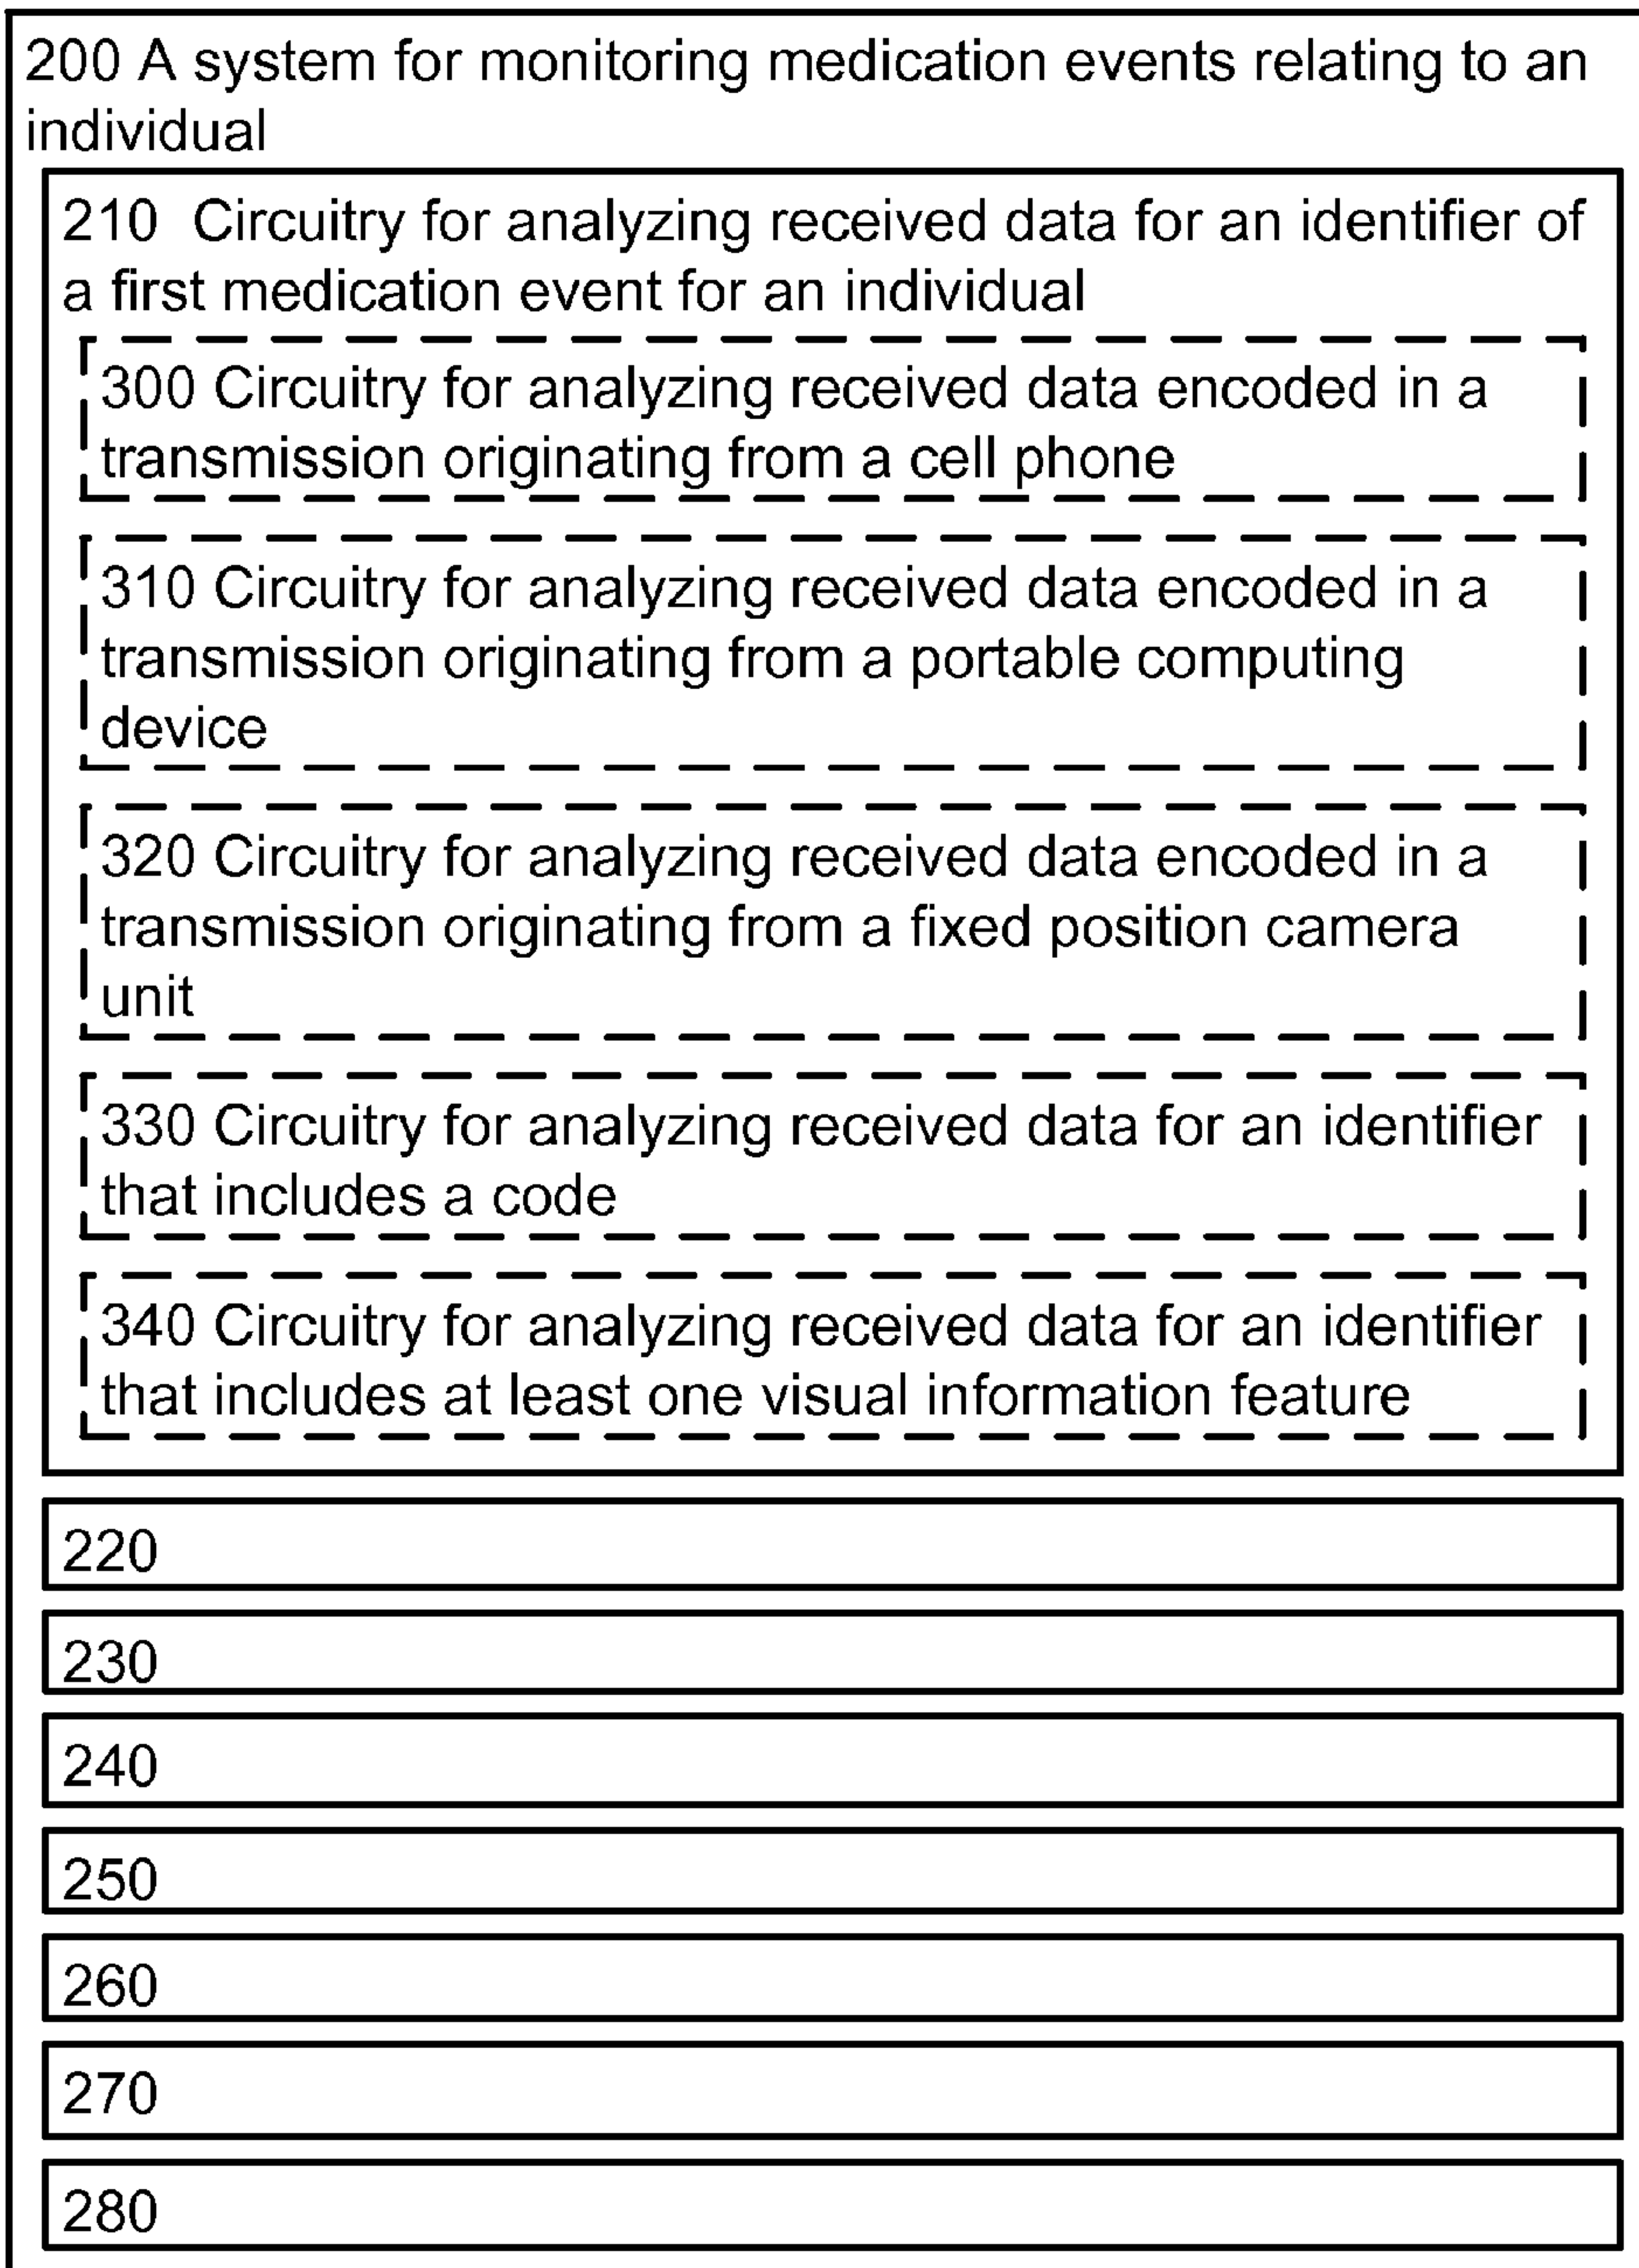 200 A system for monitoring medication events relating to an
individual
210 Circuitry for analyzing received data for an identifier of
a first medication event for an individual
300 Circuitry for analyzing received data encoded in a
transmission originating from a cell phone
310 Circuitry for analyzing received data encoded in a
transmission originating from a portable computing
device
320 Circuitry for analyzing received data encoded in a
transmission originating from a fixed position camera
unit
330 Circuitry for analyzing received data for an identifier
that includes a code
340 Circuitry for analyzing received data for an identifier
that includes at least one visual information feature
220
230
240
250
260
270
280